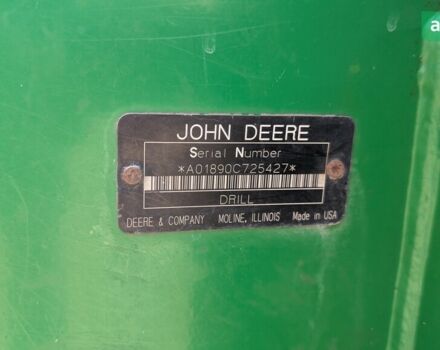 JOHN DEERE
Serial Number
*A01890C725427*
DRILL
DEERE & COMPANY MOLINE, ILLINOIS Made in USA
a